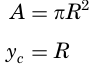 A = πR²
y_c = R